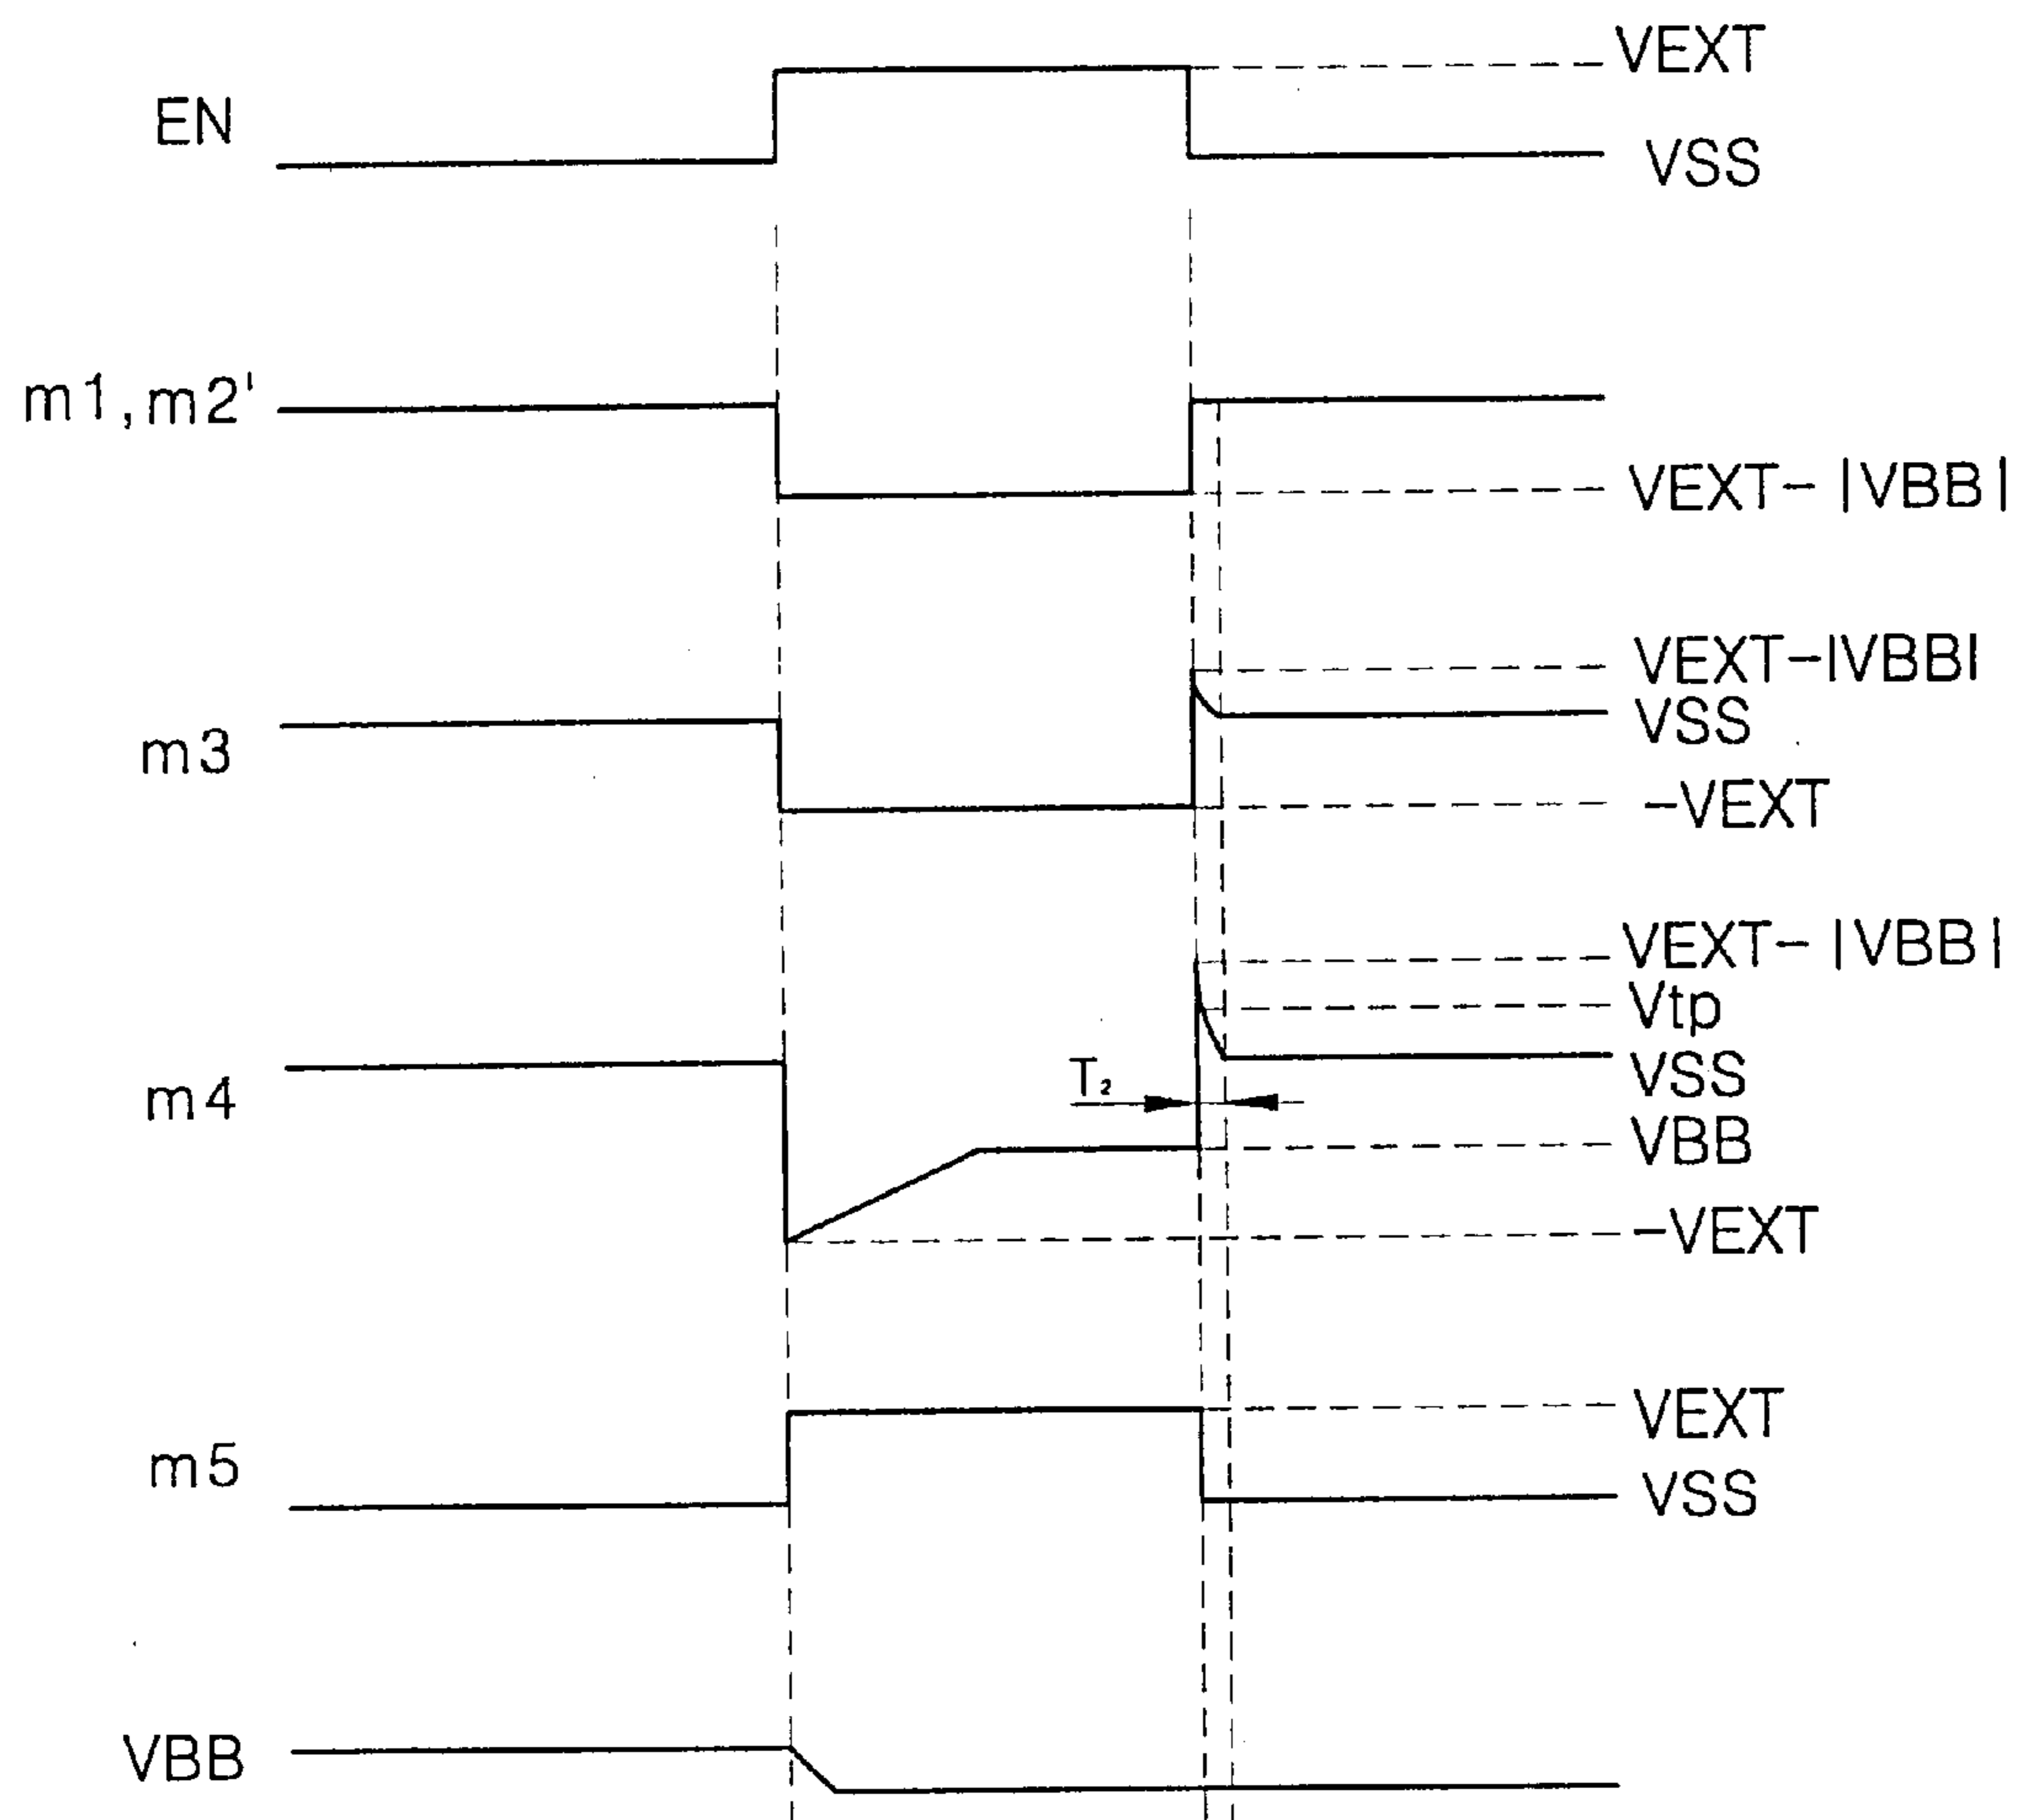 VEXT
EN
VSS
m1,m2'
VEXT-|VBB|
VEXT-|VBB|
VSS
m3
-VEXT
VEXT-|VBB|
Vtp
VSS
T₂
m4
VBB
-VEXT
VEXT
m5
VSS
VBB